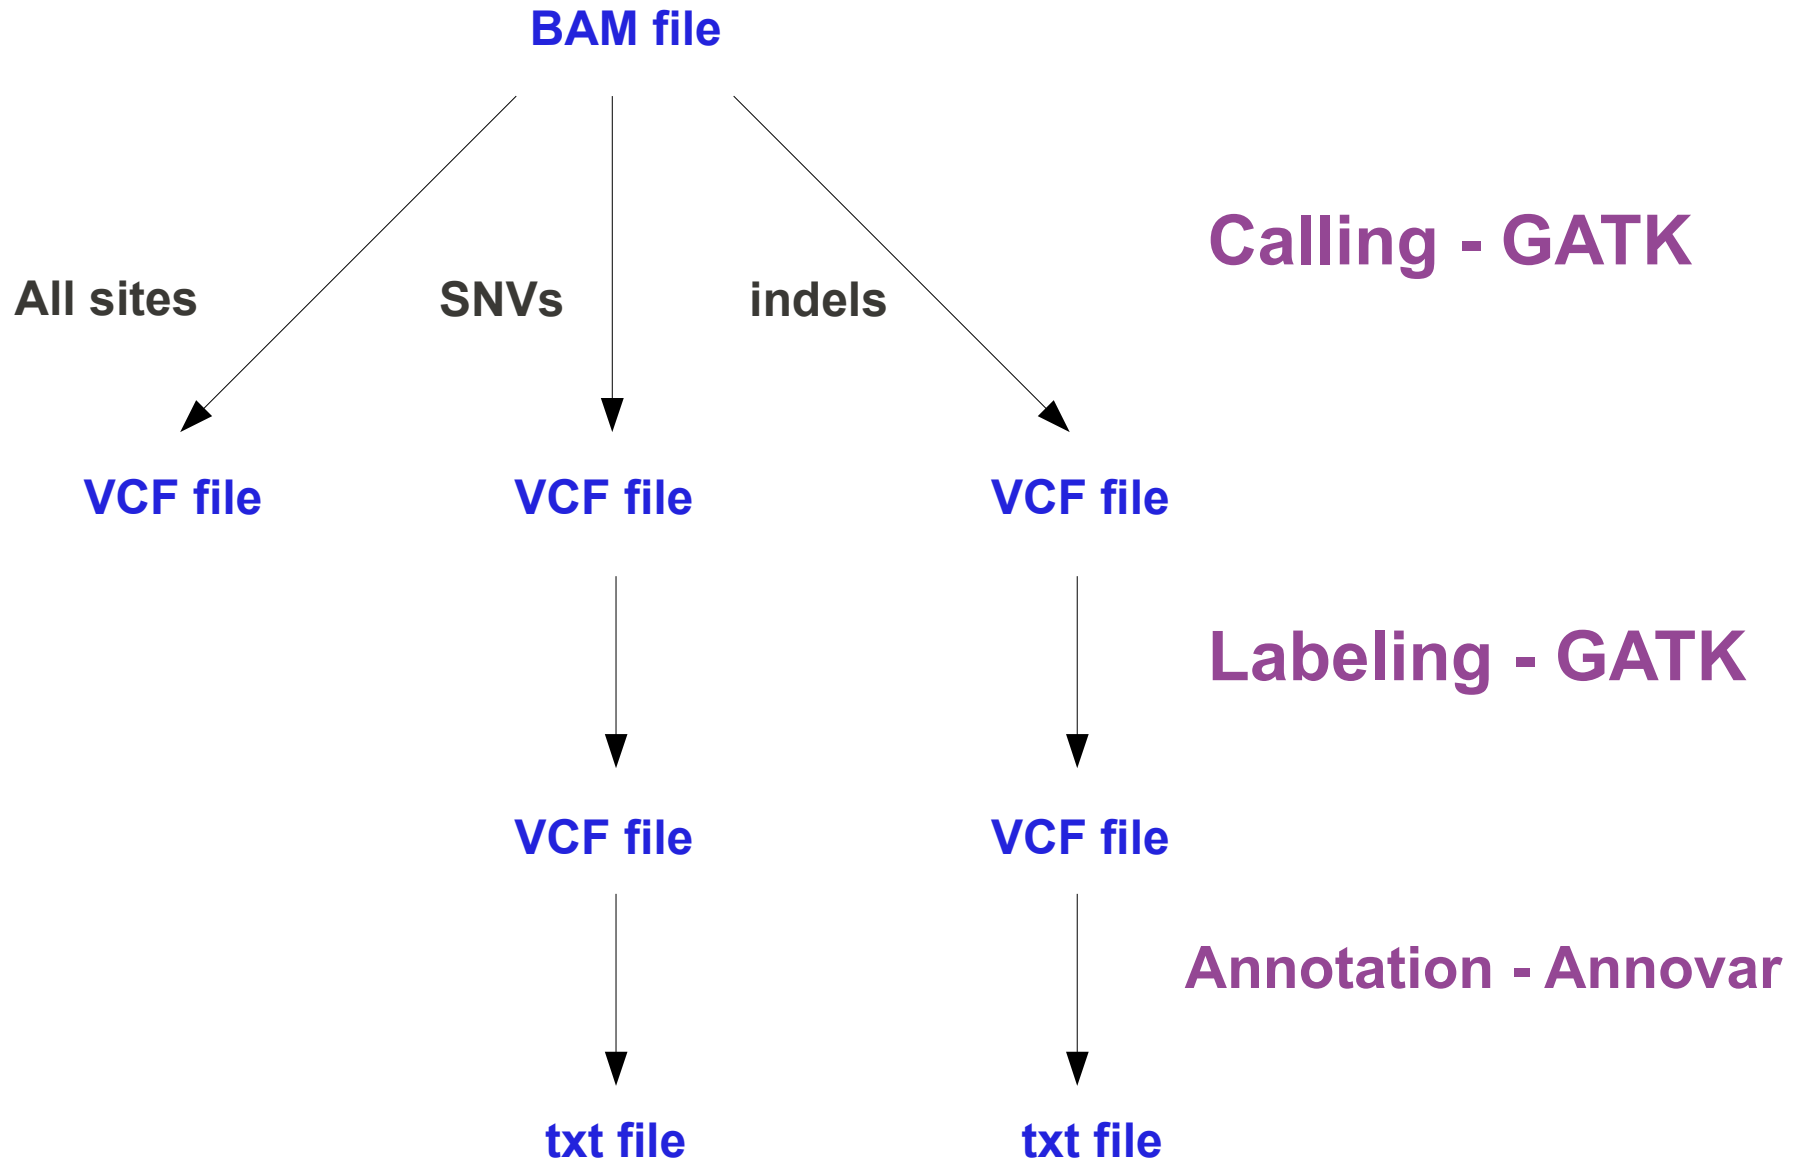 BAM file
Calling - GATK
All sites
SNVs
indels
VCF file
VCF file
VCF file
Labeling - GATK
VCF file
VCF file
Annotation - Annovar
txt file
txt file